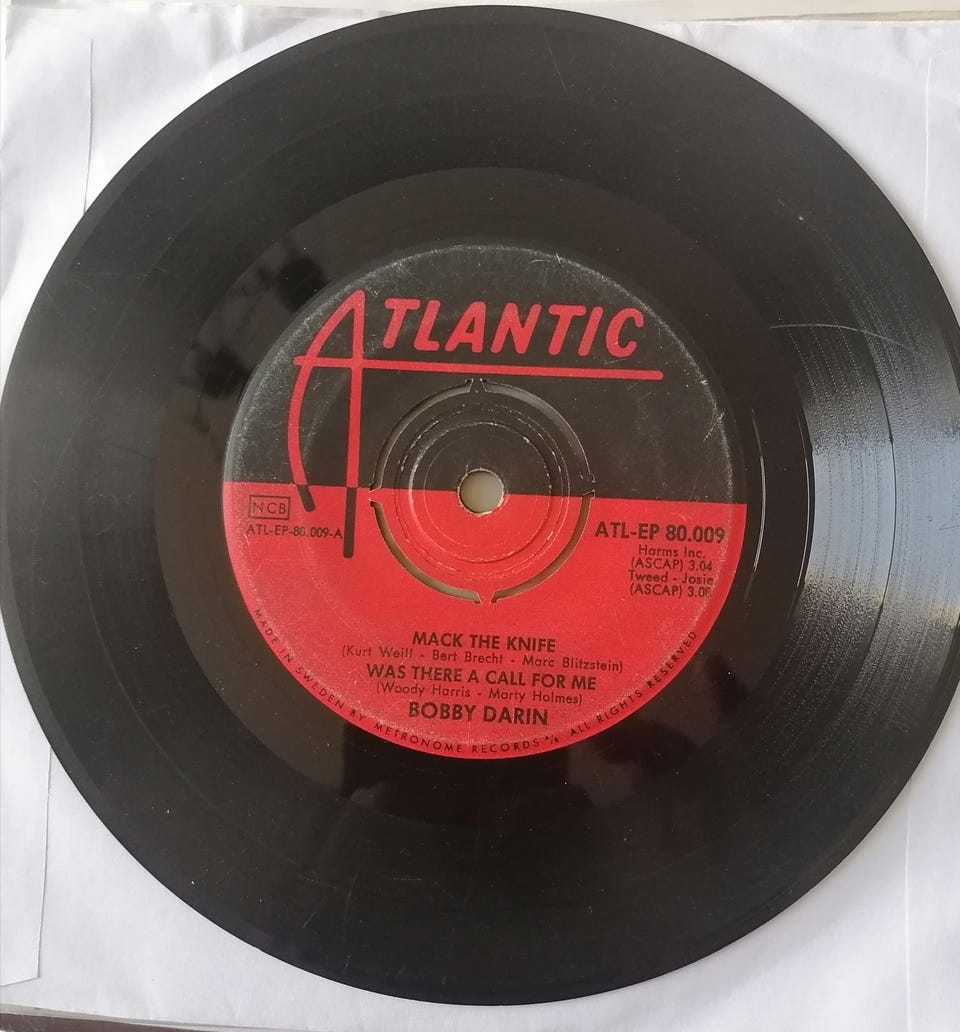 ATLANTIC
NCB
ATL-EP-80.009-A
ATL-EP 80.009
Harms Inc.
(ASCAP) 3.04
Tweed - Josie
(ASCAP) 3.08
MACK THE KNIFE
(Kurt Weill - Bert Brecht - Marc Blitzstein)
WAS THERE A CALL FOR ME
(Woody Harris - Marty Holmes)
BOBBY DARIN
MADE IN SWEDEN BY METRONOME RECORDS A/B ALL RIGHTS RESERVED